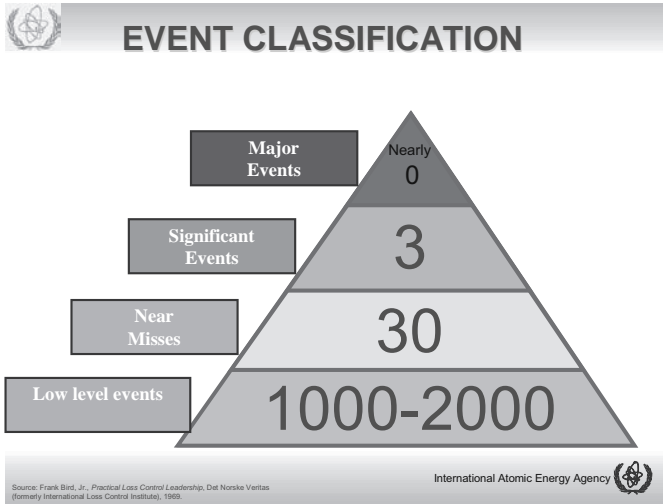 EVENT CLASSIFICATION
Major
Events
Nearly
0
Significant
Events
3
Near
Misses
30
Low level events
1000-2000
Source: Frank Bird, Jr., Practical Loss Control Leadership, Det Norske Veritas
(formerly International Loss Control Institute), 1969.
International Atomic Energy Agency